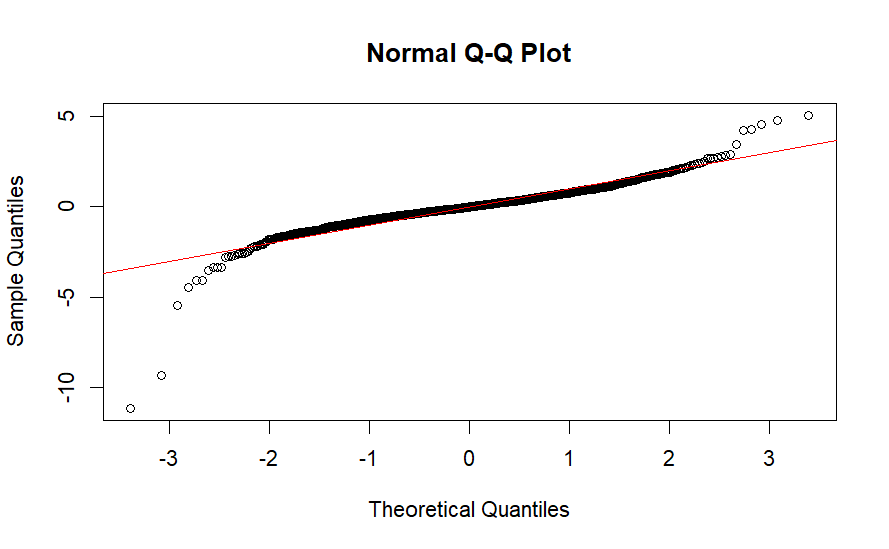 Normal Q-Q Plot
5
0
-5
-10
Sample Quantiles
-3 -2 -1 0 1 2 3
Theoretical Quantiles